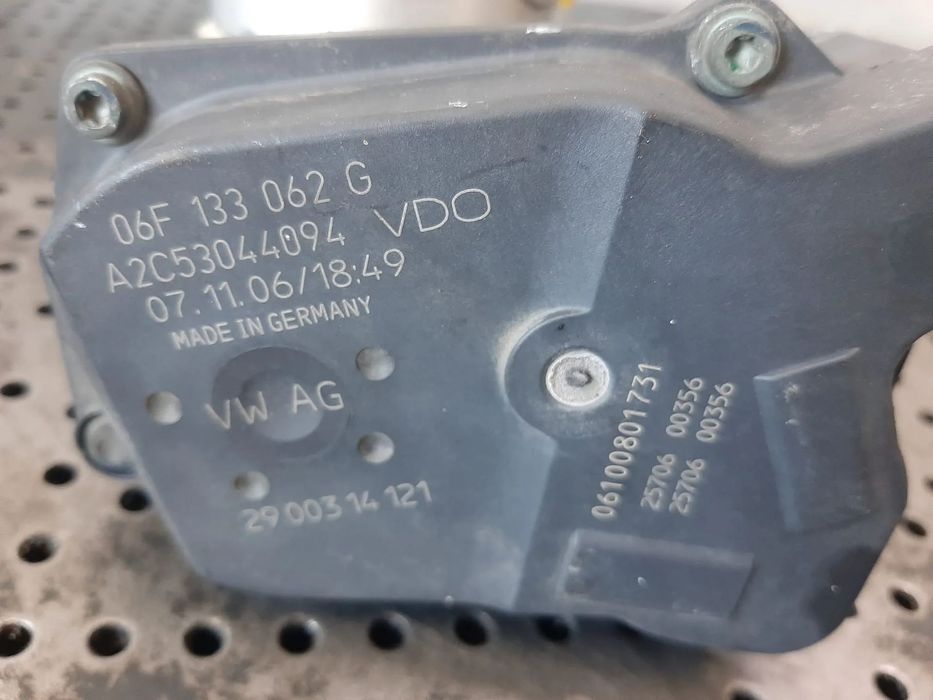 06F 133 062 G
A2C53044094 VDO
07.11.06/18:49
MADE IN GERMANY
VW AG
29 003 14 121
06100801731
25706 00356
25706 00356